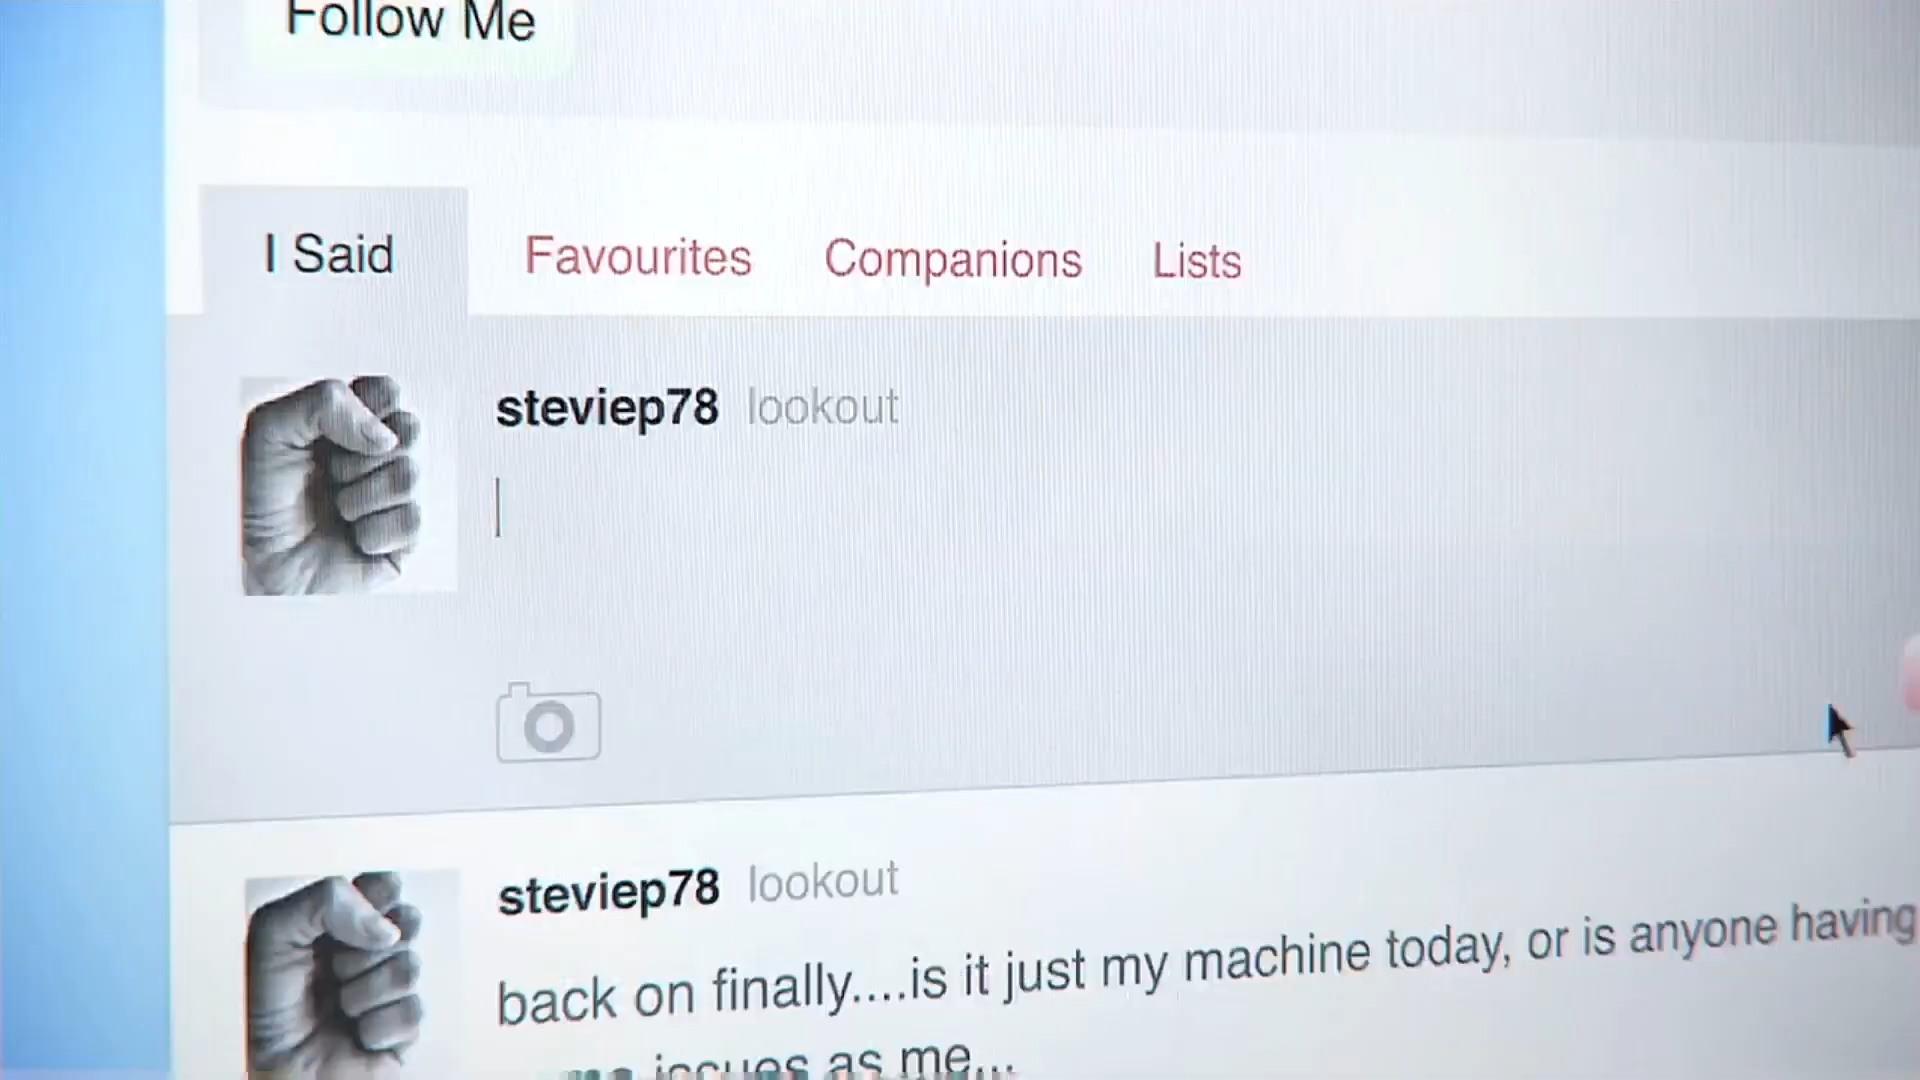 Follow Me
I Said Favourites Companions Lists
steviep78 lookout
steviep78 lookout
back on finally....is it just my machine today, or is anyone having
issues as me...